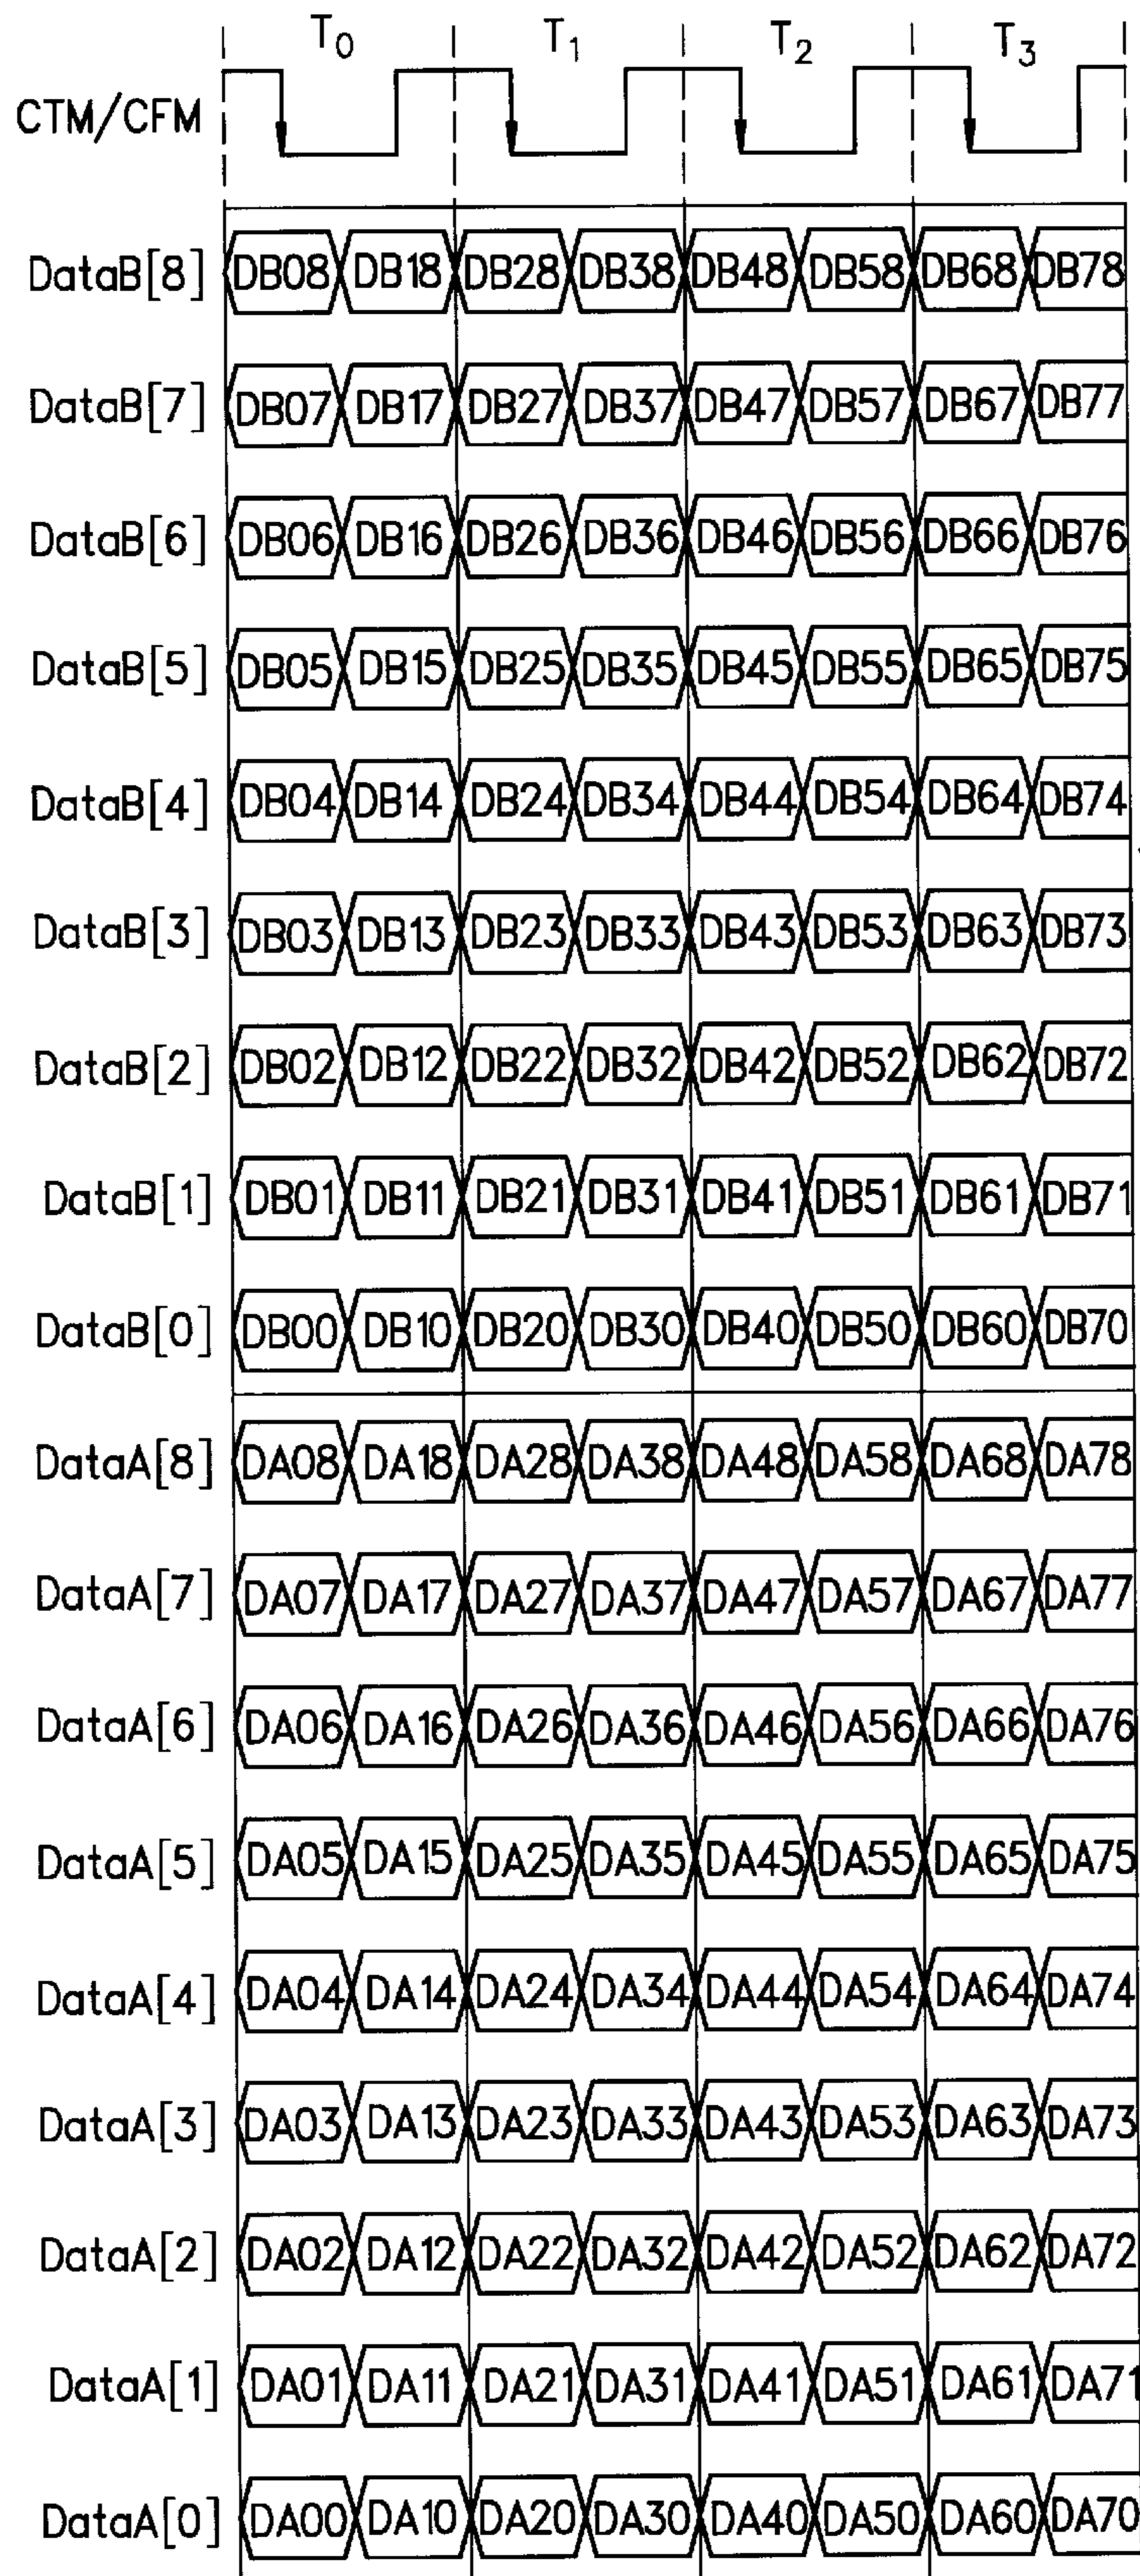 T0 T1 T2 T3
CTM/CFM
DataB[8] DB08 DB18 DB28 DB38 DB48 DB58 DB68 DB78
DataB[7] DB07 DB17 DB27 DB37 DB47 DB57 DB67 DB77
DataB[6] DB06 DB16 DB26 DB36 DB46 DB56 DB66 DB76
DataB[5] DB05 DB15 DB25 DB35 DB45 DB55 DB65 DB75
DataB[4] DB04 DB14 DB24 DB34 DB44 DB54 DB64 DB74
DataB[3] DB03 DB13 DB23 DB33 DB43 DB53 DB63 DB73
DataB[2] DB02 DB12 DB22 DB32 DB42 DB52 DB62 DB72
DataB[1] DB01 DB11 DB21 DB31 DB41 DB51 DB61 DB71
DataB[0] DB00 DB10 DB20 DB30 DB40 DB50 DB60 DB70
DataA[8] DA08 DA18 DA28 DA38 DA48 DA58 DA68 DA78
DataA[7] DA07 DA17 DA27 DA37 DA47 DA57 DA67 DA77
DataA[6] DA06 DA16 DA26 DA36 DA46 DA56 DA66 DA76
DataA[5] DA05 DA15 DA25 DA35 DA45 DA55 DA65 DA75
DataA[4] DA04 DA14 DA24 DA34 DA44 DA54 DA64 DA74
DataA[3] DA03 DA13 DA23 DA33 DA43 DA53 DA63 DA73
DataA[2] DA02 DA12 DA22 DA32 DA42 DA52 DA62 DA72
DataA[1] DA01 DA11 DA21 DA31 DA41 DA51 DA61 DA71
DataA[0] DA00 DA10 DA20 DA30 DA40 DA50 DA60 DA70